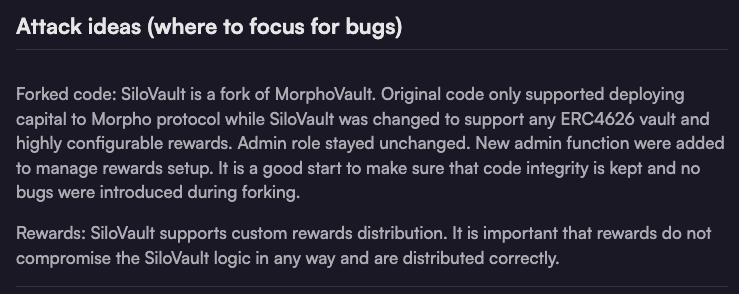 Attack ideas (where to focus for bugs)
Forked code: SiloVault is a fork of MorphoVault. Original code only supported deploying
capital to Morpho protocol while SiloVault was changed to support any ERC4626 vault and
highly configurable rewards. Admin role stayed unchanged. New admin function were added
to manage rewards setup. It is a good start to make sure that code integrity is kept and no
bugs were introduced during forking.
Rewards: SiloVault supports custom rewards distribution. It is important that rewards do not
compromise the SiloVault logic in any way and are distributed correctly.